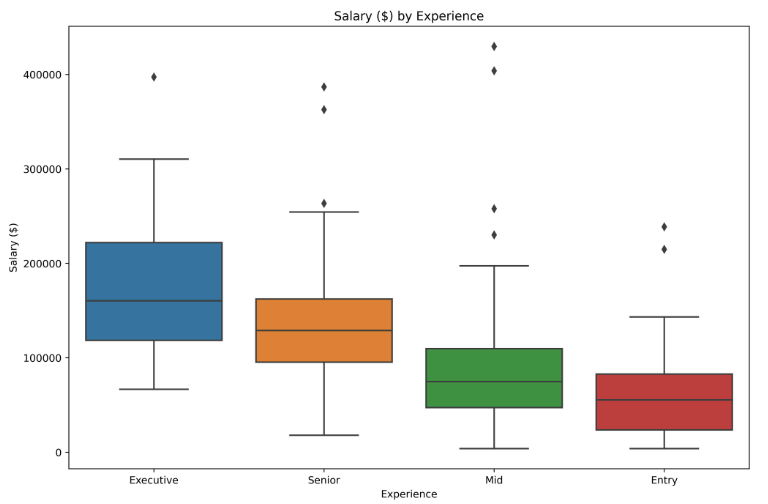 Salary ($) by Experience
400000
300000
200000
100000
0
Salary ($)
Executive Senior Mid Entry
Experience